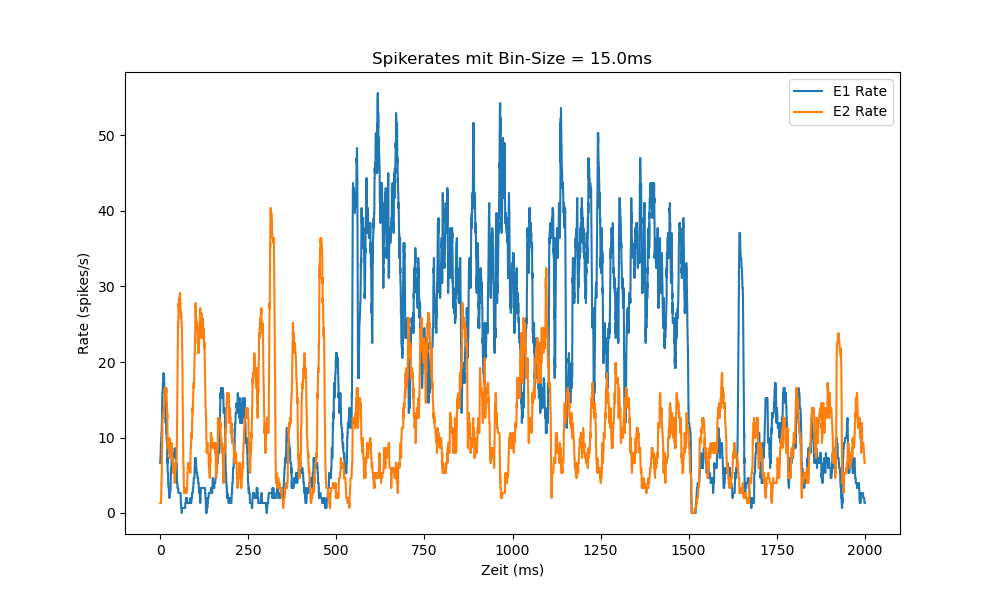 Spikerates mit Bin-Size = 15.0ms
E1 Rate
E2 Rate
Rate (spikes/s)
50
40
30
20
10
0
0 250 500 750 1000 1250 1500 1750 2000
Zeit (ms)